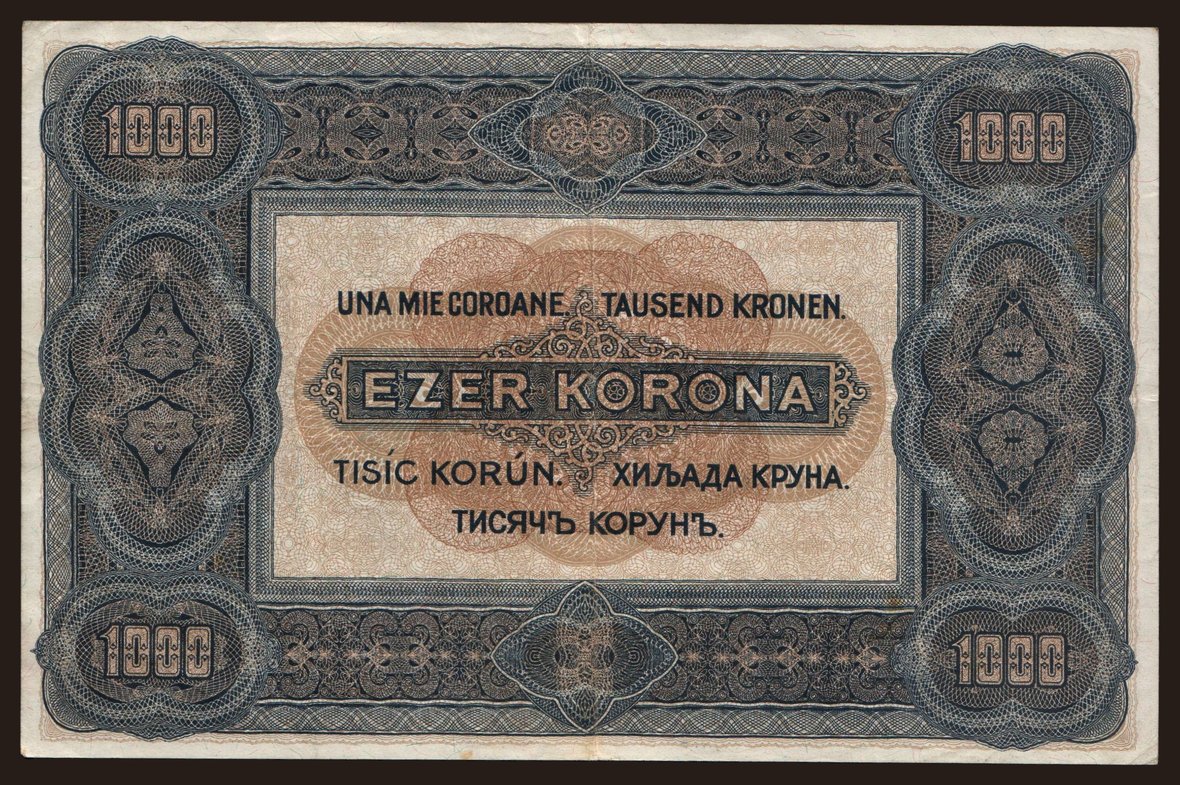 1000 1000
UNA MIE COROANE. TAUSEND KRONEN.
EZER KORONA
TISÍC KORÚN. ХИЉАДА КРУНА.
ТИСЯЧЪ КОРУНЪ.
1000 1000